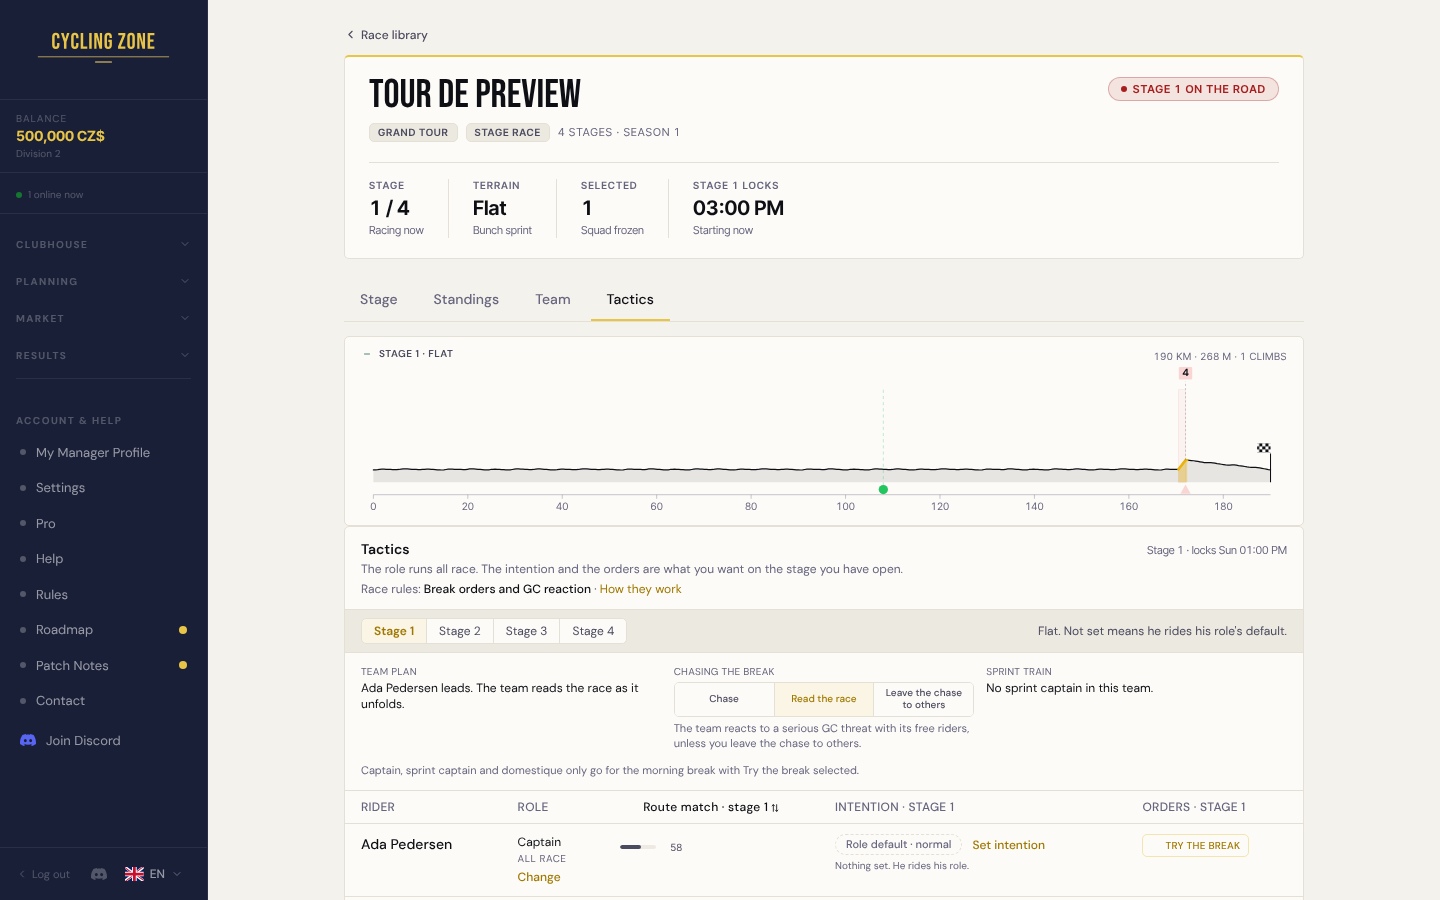 CYCLING ZONE
BALANCE
500,000 CZ$
Division 2
1 online now
CLUBHOUSE
PLANNING
MARKET
RESULTS
ACCOUNT & HELP
My Manager Profile
Settings
Pro
Help
Rules
Roadmap
Patch Notes
Contact
Join Discord
Log out
EN
Race library
TOUR DE PREVIEW
STAGE 1 ON THE ROAD
GRAND TOUR STAGE RACE 4 STAGES · SEASON 1
STAGE TERRAIN SELECTED STAGE 1 LOCKS
1 / 4 Flat 1 03:00 PM
Racing now Bunch sprint Squad frozen Starting now
Stage Standings Team Tactics
STAGE 1 · FLAT
190 KM · 268 M · 1 CLIMBS
4
0 20 40 60 80 100 120 140 160 180
Tactics
Stage 1 · locks Sun 01:00 PM
The role runs all race. The intention and the orders are what you want on the stage you have open.
Race rules: Break orders and GC reaction · How they work
Stage 1 Stage 2 Stage 3 Stage 4
Flat. Not set means he rides his role's default.
TEAM PLAN
Ada Pedersen leads. The team reads the race as it
unfolds.
CHASING THE BREAK
Chase
Read the race
Leave the chase
to others
The team reacts to a serious GC threat with its free riders,
unless you leave the chase to others.
SPRINT TRAIN
No sprint captain in this team.
Captain, sprint captain and domestique only go for the morning break with Try the break selected.
RIDER ROLE Route match · stage 1 ⇅ INTENTION · STAGE 1 ORDERS · STAGE 1
Ada Pedersen
Captain
ALL RACE
Change
58
Role default · normal
Set intention
Nothing set. He rides his role.
TRY THE BREAK